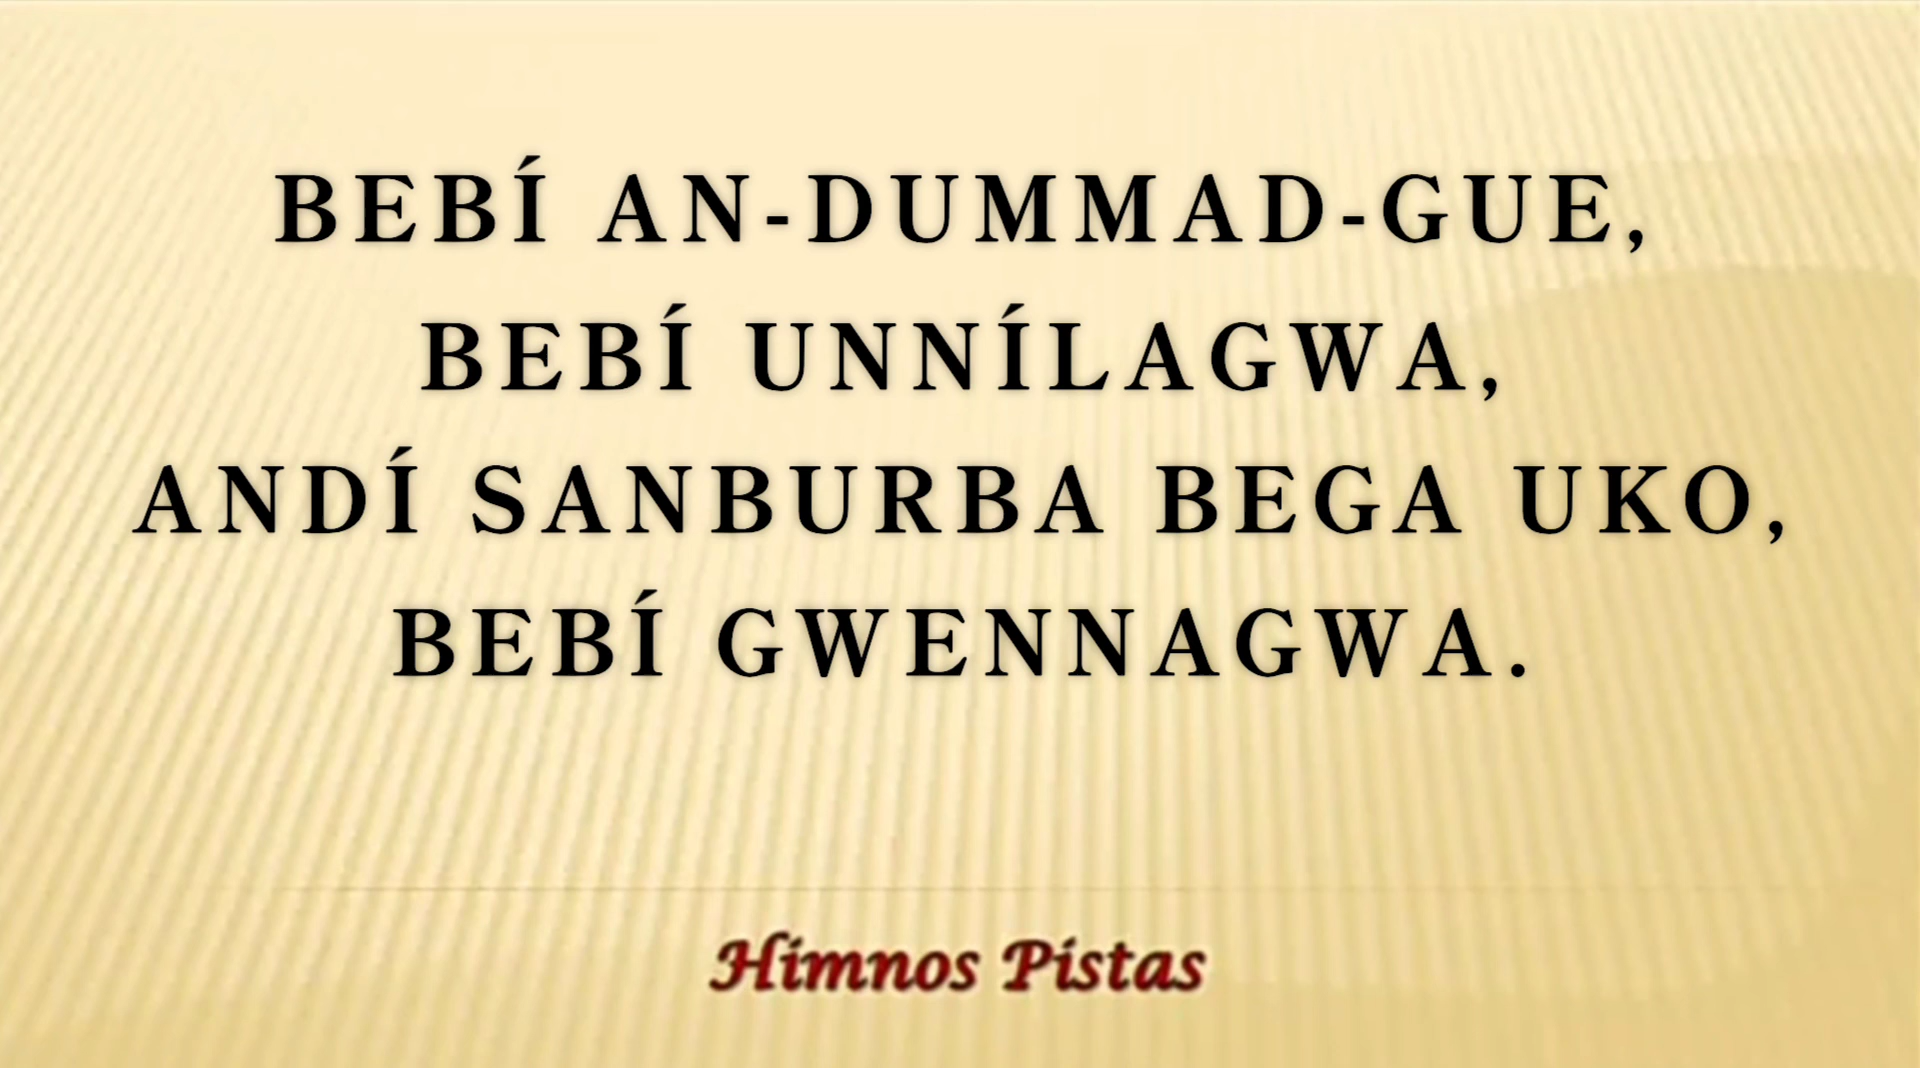 BEBÍ AN-DUMMAD-GUE,
BEBÍ UNNÍLAGWA,
ANDÍ SANBURBA BEGA UKO,
BEBÍ GWENNAGWA.
Himnos Pistas